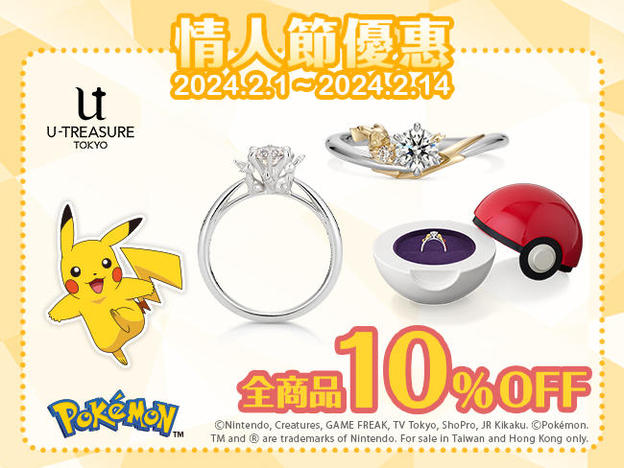 情人節優惠
2024.2.1～2024.2.14
u
U-TREASURE
TOKYO
全商品10%OFF
POKéMON™
©Nintendo, Creatures, GAME FREAK, TV Tokyo, ShoPro, JR Kikaku. ©Pokémon.
TM and ® are trademarks of Nintendo. For sale in Taiwan and Hong Kong only.